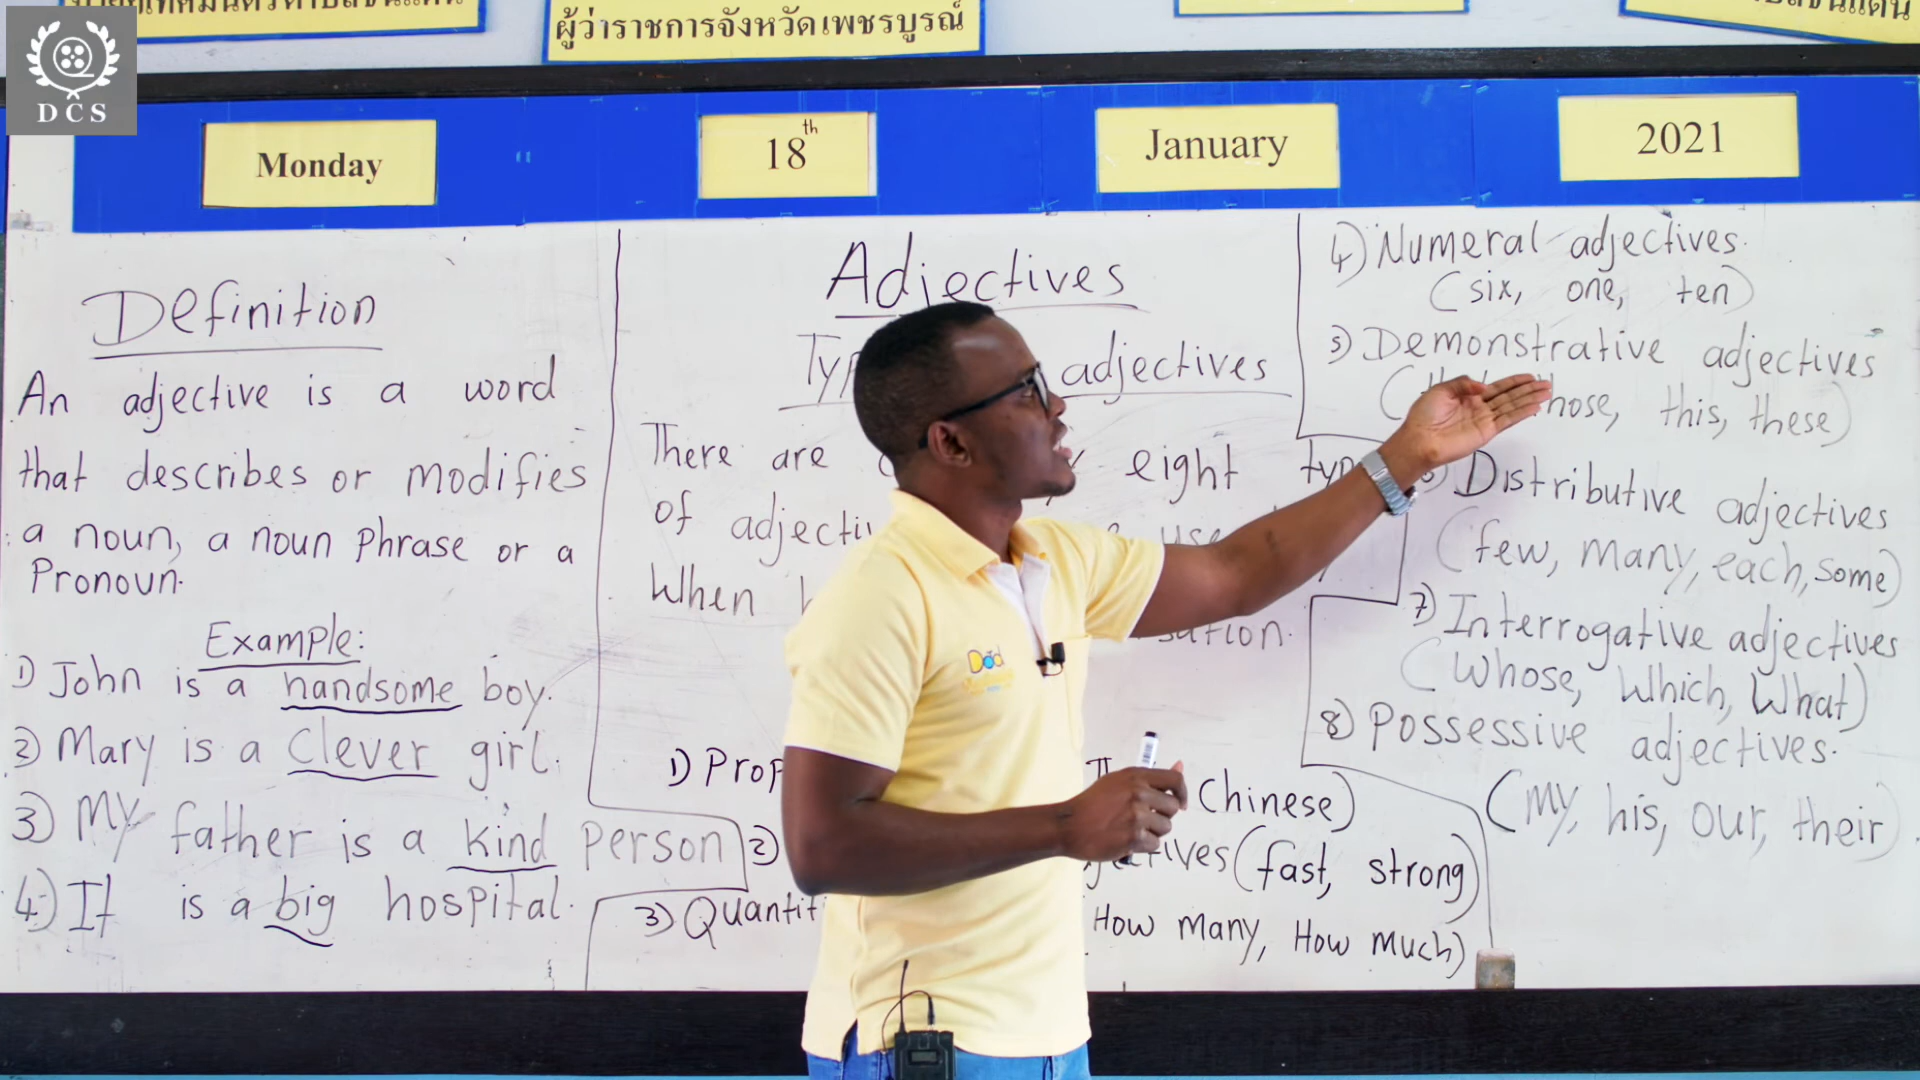 ผู้ว่าราชการจังหวัดเพชรบูรณ์
DCS
Monday
18th
January
2021
Definition
An adjective is a word
that describes or modifies
a noun, a noun phrase or a
Pronoun.
Example:
1) John is a handsome boy.
2) Mary is a clever girl.
3) My father is a kind person
4) It is a big hospital.
Adjectives
adjectives
There are eight
of
When
1)
Chinese)
2) (fast, strong)
3) How many, How much)
4) Numeral adjectives.
(six, one, ten)
5) Demonstrative adjectives
this, these)
Distributive adjectives
(few, many, each, some)
7) Interrogative adjectives
(Whose, Which, What)
8) Possessive adjectives.
(My, his, our, their)
Dod